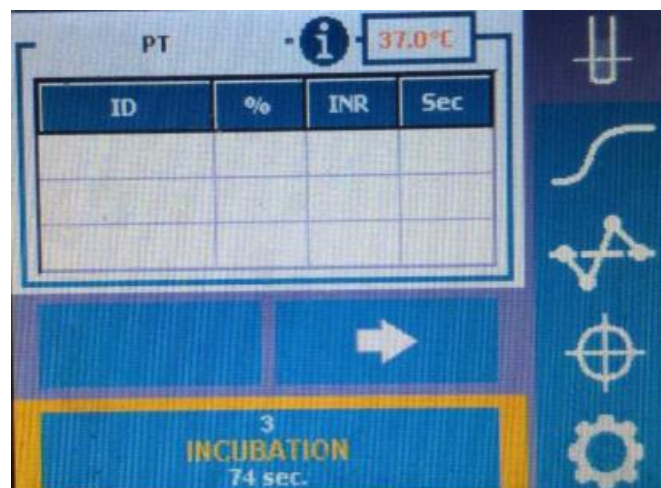 PT i 37.0°C
ID % INR Sec
3
INCUBATION
74 sec.